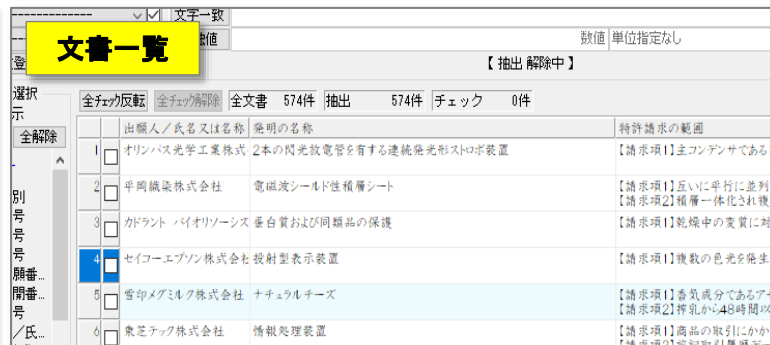 文字一致
文書一覧
数値 単位指定なし
【 抽出 解除中 】
選択
示
全チェック反転 全チェック解除 全文書 574件 抽出 574件 チェック 0件
全解除
出願人/氏名又は名称 発明の名称 特許請求の範囲
1 オリンパス光学工業株式 2本の閃光放電管を有する連続発光形ストロボ装置 【請求項1】主コンデンサである
2 平岡織染株式会社 電磁波シールド性積層シート 【請求項1】互いに平行に並列
【請求項2】積層一体化され複
別
号
3 カドラント バイオリソーシズ 蛋白質および同類品の保護 【請求項1】乾燥中の変質に対
号
号
4 セイコーエプソン株式会社 投射型表示装置 【請求項1】複数の色光を発生
願番...
開番...
5 雪印メグミルク株式会社 ナチュラルチーズ 【請求項1】香気成分であるア
【請求項2】搾乳から48時間以
号
/氏...
6 東芝テック株式会社 情報処理装置 【請求項1】商品の取引にかか